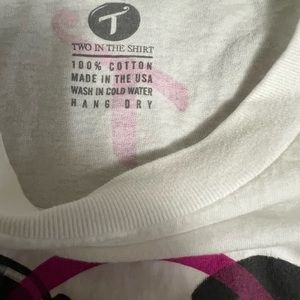 T
TWO IN THE SHIRT
100% COTTON
MADE IN THE USA
WASH IN COLD WATER
HANG DRY